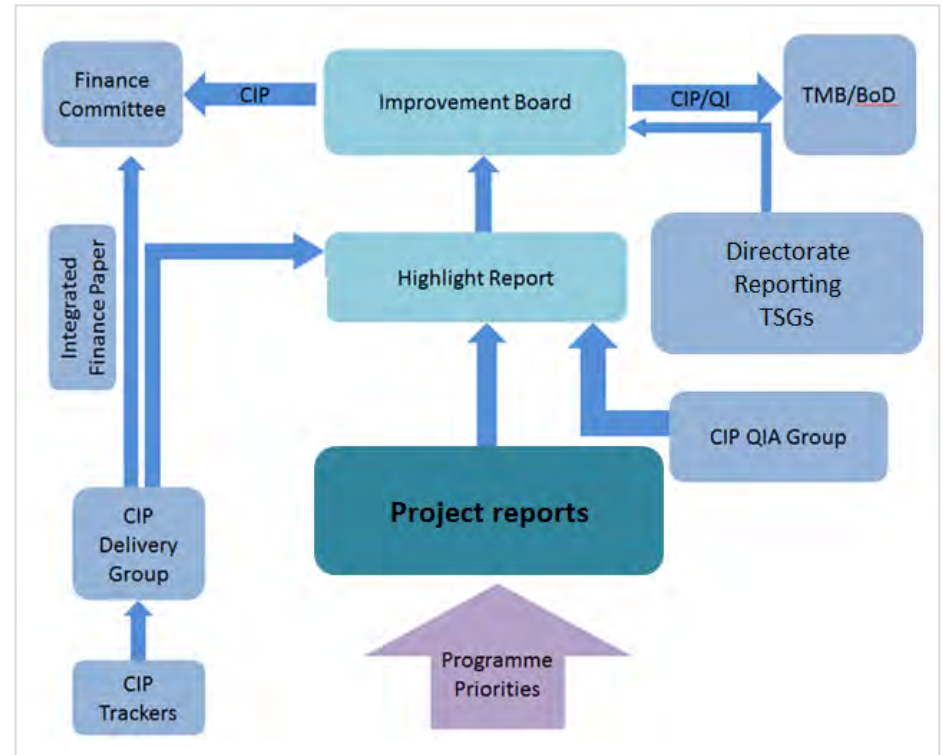 Finance
Committee
CIP
Improvement Board
CIP/QI
TMB/BoD
Integrated
Finance Paper
Highlight Report
Directorate
Reporting
TSGs
CIP QIA Group
Project reports
CIP
Delivery
Group
Programme
Priorities
CIP
Trackers